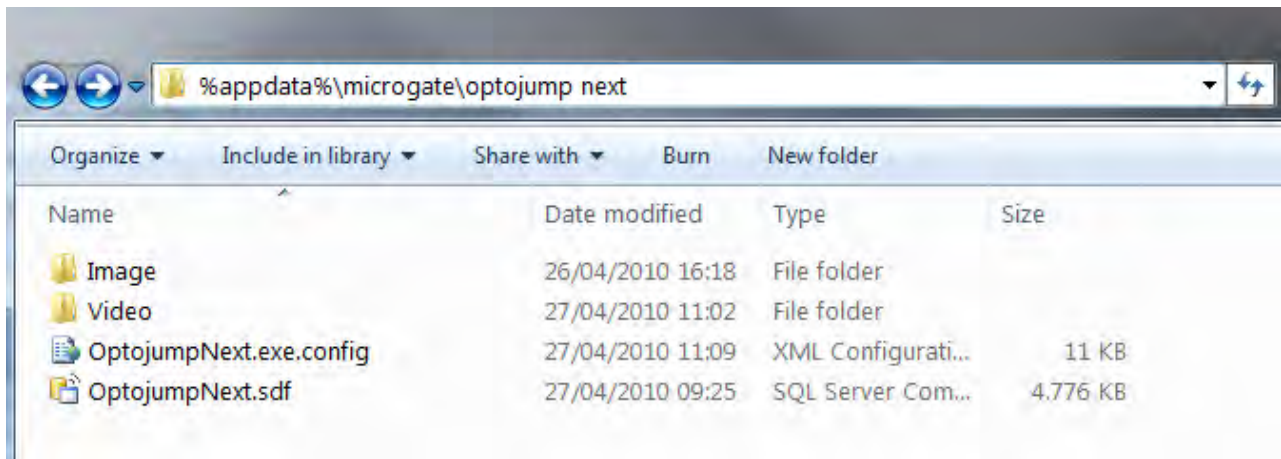 %appdata%\microgate\optojump next
Organize Include in library Share with Burn New folder
Name Date modified Type Size
Image 26/04/2010 16:18 File folder
Video 27/04/2010 11:02 File folder
OptojumpNext.exe.config 27/04/2010 11:09 XML Configurati... 11 KB
OptojumpNext.sdf 27/04/2010 09:25 SQL Server Com... 4.776 KB